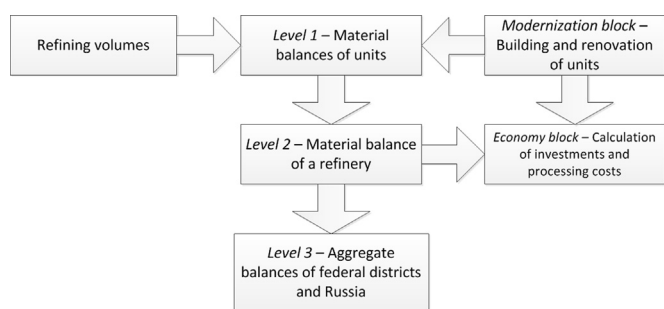 Refining volumes
Level 1 – Material
balances of units
Modernization block –
Building and renovation
of units
Level 2 – Material balance
of a refinery
Economy block – Calculation
of investments and
processing costs
Level 3 – Aggregate
balances of federal districts
and Russia